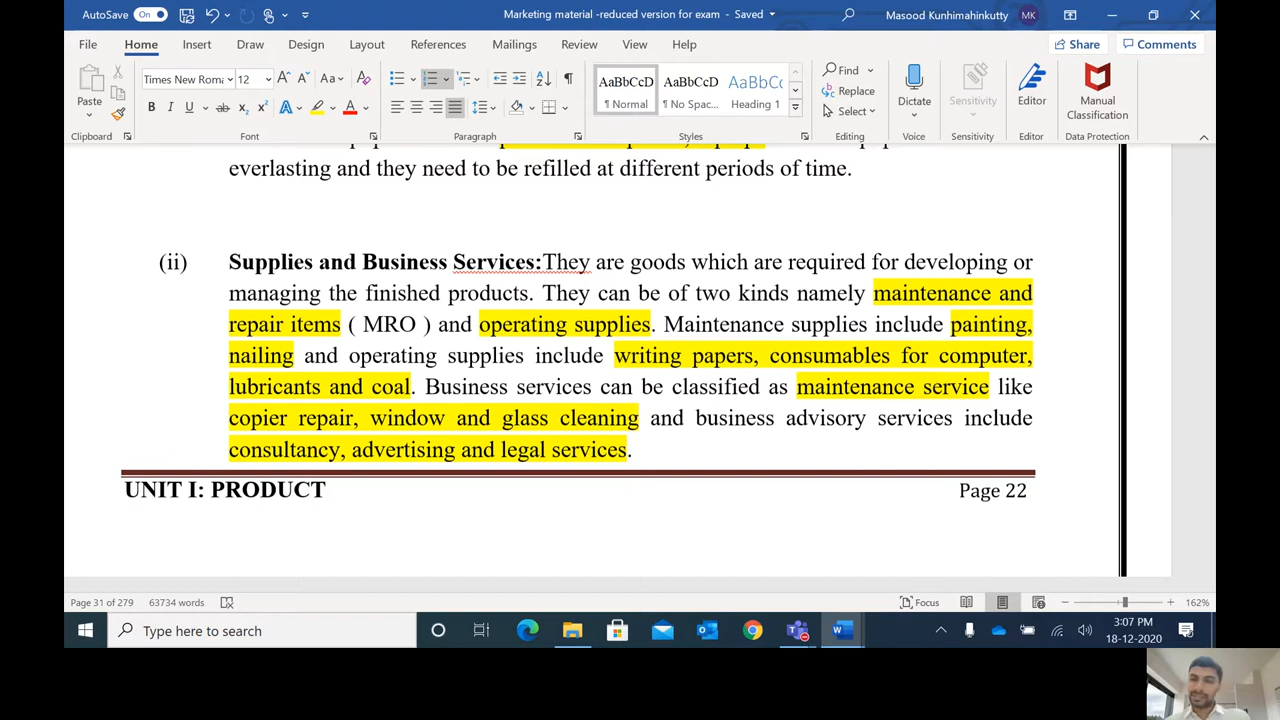 AutoSave On Marketing material -reduced version for exam - Saved Masood Kunhimahinkutty MK
File Home Insert Draw Design Layout References Mailings Review View Help Share Comments
Paste Times New Roma 12 Aa AaBbCcD AaBbCcD AaBbCc Find Replace Select Dictate Sensitivity Editor Manual Classification
B I U ab x₂ x² A A ¶ Normal ¶ No Spac... Heading 1
Clipboard Font Paragraph Styles Editing Voice Sensitivity Editor Data Protection
everlasting and they need to be refilled at different periods of time.
(ii) Supplies and Business Services:They are goods which are required for developing or
managing the finished products. They can be of two kinds namely maintenance and
repair items ( MRO ) and operating supplies. Maintenance supplies include painting,
nailing and operating supplies include writing papers, consumables for computer,
lubricants and coal. Business services can be classified as maintenance service like
copier repair, window and glass cleaning and business advisory services include
consultancy, advertising and legal services.
UNIT I: PRODUCT Page 22
Page 31 of 279 63734 words Focus 162%
Type here to search 3:07 PM
18-12-2020